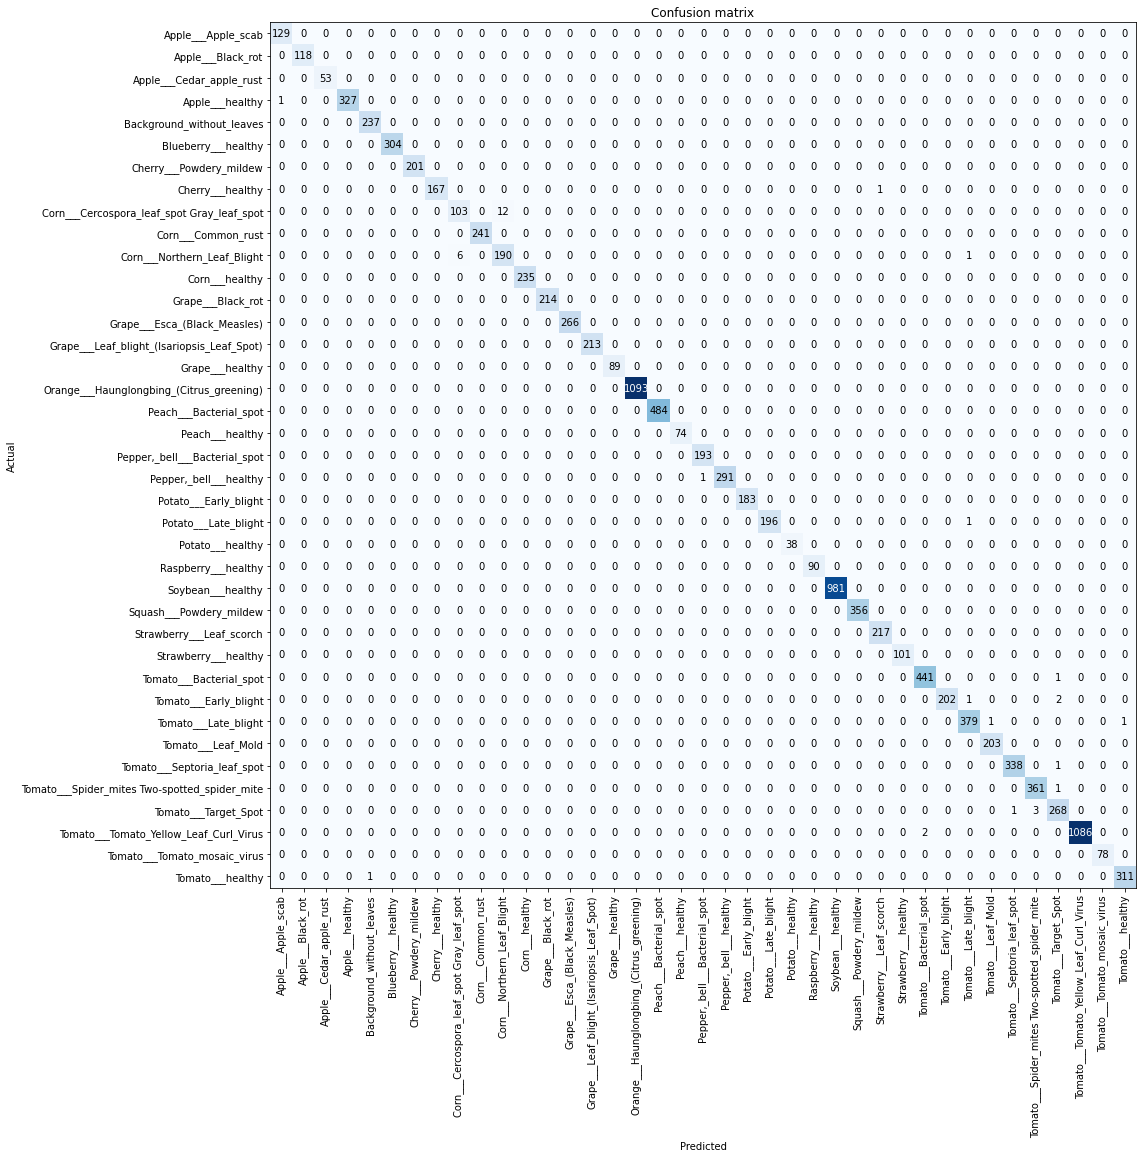 Confusion matrix
Actual
Apple___Apple_scab 129 0 0 0 0 0 0 0 0 0 0 0 0 0 0 0 0 0 0 0 0 0 0 0 0 0 0 0 0 0 0 0 0 0 0 0 0 0 0
Apple___Black_rot 0 118 0 0 0 0 0 0 0 0 0 0 0 0 0 0 0 0 0 0 0 0 0 0 0 0 0 0 0 0 0 0 0 0 0 0 0 0 0
Apple___Cedar_apple_rust 0 0 53 0 0 0 0 0 0 0 0 0 0 0 0 0 0 0 0 0 0 0 0 0 0 0 0 0 0 0 0 0 0 0 0 0 0 0 0
Apple___healthy 1 0 0 327 0 0 0 0 0 0 0 0 0 0 0 0 0 0 0 0 0 0 0 0 0 0 0 0 0 0 0 0 0 0 0 0 0 0 0
Background_without_leaves 0 0 0 0 237 0 0 0 0 0 0 0 0 0 0 0 0 0 0 0 0 0 0 0 0 0 0 0 0 0 0 0 0 0 0 0 0 0 0
Blueberry___healthy 0 0 0 0 0 304 0 0 0 0 0 0 0 0 0 0 0 0 0 0 0 0 0 0 0 0 0 0 0 0 0 0 0 0 0 0 0 0 0
Cherry___Powdery_mildew 0 0 0 0 0 0 201 0 0 0 0 0 0 0 0 0 0 0 0 0 0 0 0 0 0 0 0 0 0 0 0 0 0 0 0 0 0 0 0
Cherry___healthy 0 0 0 0 0 0 0 167 0 0 0 0 0 0 0 0 0 0 0 0 0 0 0 0 0 0 0 1 0 0 0 0 0 0 0 0 0 0 0
Corn___Cercospora_leaf_spot Gray_leaf_spot 0 0 0 0 0 0 0 0 103 0 12 0 0 0 0 0 0 0 0 0 0 0 0 0 0 0 0 0 0 0 0 0 0 0 0 0 0 0 0
Corn___Common_rust 0 0 0 0 0 0 0 0 0 241 0 0 0 0 0 0 0 0 0 0 0 0 0 0 0 0 0 0 0 0 0 0 0 0 0 0 0 0 0
Corn___Northern_Leaf_Blight 0 0 0 0 0 0 0 0 6 0 190 0 0 0 0 0 0 0 0 0 0 0 0 0 0 0 0 0 0 0 0 1 0 0 0 0 0 0 0
Corn___healthy 0 0 0 0 0 0 0 0 0 0 0 235 0 0 0 0 0 0 0 0 0 0 0 0 0 0 0 0 0 0 0 0 0 0 0 0 0 0 0
Grape___Black_rot 0 0 0 0 0 0 0 0 0 0 0 0 214 0 0 0 0 0 0 0 0 0 0 0 0 0 0 0 0 0 0 0 0 0 0 0 0 0 0
Grape___Esca_(Black_Measles) 0 0 0 0 0 0 0 0 0 0 0 0 0 266 0 0 0 0 0 0 0 0 0 0 0 0 0 0 0 0 0 0 0 0 0 0 0 0 0
Grape___Leaf_blight_(Isariopsis_Leaf_Spot) 0 0 0 0 0 0 0 0 0 0 0 0 0 0 213 0 0 0 0 0 0 0 0 0 0 0 0 0 0 0 0 0 0 0 0 0 0 0 0
Grape___healthy 0 0 0 0 0 0 0 0 0 0 0 0 0 0 0 89 0 0 0 0 0 0 0 0 0 0 0 0 0 0 0 0 0 0 0 0 0 0 0
Orange___Haunglongbing_(Citrus_greening) 0 0 0 0 0 0 0 0 0 0 0 0 0 0 0 0 1093 0 0 0 0 0 0 0 0 0 0 0 0 0 0 0 0 0 0 0 0 0 0
Peach___Bacterial_spot 0 0 0 0 0 0 0 0 0 0 0 0 0 0 0 0 0 484 0 0 0 0 0 0 0 0 0 0 0 0 0 0 0 0 0 0 0 0 0
Peach___healthy 0 0 0 0 0 0 0 0 0 0 0 0 0 0 0 0 0 0 74 0 0 0 0 0 0 0 0 0 0 0 0 0 0 0 0 0 0 0 0
Pepper,_bell___Bacterial_spot 0 0 0 0 0 0 0 0 0 0 0 0 0 0 0 0 0 0 0 193 0 0 0 0 0 0 0 0 0 0 0 0 0 0 0 0 0 0 0
Pepper,_bell___healthy 0 0 0 0 0 0 0 0 0 0 0 0 0 0 0 0 0 0 0 1 291 0 0 0 0 0 0 0 0 0 0 0 0 0 0 0 0 0 0
Potato___Early_blight 0 0 0 0 0 0 0 0 0 0 0 0 0 0 0 0 0 0 0 0 0 183 0 0 0 0 0 0 0 0 0 0 0 0 0 0 0 0 0
Potato___Late_blight 0 0 0 0 0 0 0 0 0 0 0 0 0 0 0 0 0 0 0 0 0 0 196 0 0 0 0 0 0 0 0 1 0 0 0 0 0 0 0
Potato___healthy 0 0 0 0 0 0 0 0 0 0 0 0 0 0 0 0 0 0 0 0 0 0 0 38 0 0 0 0 0 0 0 0 0 0 0 0 0 0 0
Raspberry___healthy 0 0 0 0 0 0 0 0 0 0 0 0 0 0 0 0 0 0 0 0 0 0 0 0 90 0 0 0 0 0 0 0 0 0 0 0 0 0 0
Soybean___healthy 0 0 0 0 0 0 0 0 0 0 0 0 0 0 0 0 0 0 0 0 0 0 0 0 0 981 0 0 0 0 0 0 0 0 0 0 0 0 0
Squash___Powdery_mildew 0 0 0 0 0 0 0 0 0 0 0 0 0 0 0 0 0 0 0 0 0 0 0 0 0 0 356 0 0 0 0 0 0 0 0 0 0 0 0
Strawberry___Leaf_scorch 0 0 0 0 0 0 0 0 0 0 0 0 0 0 0 0 0 0 0 0 0 0 0 0 0 0 0 217 0 0 0 0 0 0 0 0 0 0 0
Strawberry___healthy 0 0 0 0 0 0 0 0 0 0 0 0 0 0 0 0 0 0 0 0 0 0 0 0 0 0 0 0 101 0 0 0 0 0 0 0 0 0 0
Tomato___Bacterial_spot 0 0 0 0 0 0 0 0 0 0 0 0 0 0 0 0 0 0 0 0 0 0 0 0 0 0 0 0 0 441 0 0 0 0 0 1 0 0 0
Tomato___Early_blight 0 0 0 0 0 0 0 0 0 0 0 0 0 0 0 0 0 0 0 0 0 0 0 0 0 0 0 0 0 0 202 1 0 0 0 2 0 0 0
Tomato___Late_blight 0 0 0 0 0 0 0 0 0 0 0 0 0 0 0 0 0 0 0 0 0 0 0 0 0 0 0 0 0 0 0 379 1 0 0 0 0 0 1
Tomato___Leaf_Mold 0 0 0 0 0 0 0 0 0 0 0 0 0 0 0 0 0 0 0 0 0 0 0 0 0 0 0 0 0 0 0 0 203 0 0 0 0 0 0
Tomato___Septoria_leaf_spot 0 0 0 0 0 0 0 0 0 0 0 0 0 0 0 0 0 0 0 0 0 0 0 0 0 0 0 0 0 0 0 0 0 338 0 1 0 0 0
Tomato___Spider_mites Two-spotted_spider_mite 0 0 0 0 0 0 0 0 0 0 0 0 0 0 0 0 0 0 0 0 0 0 0 0 0 0 0 0 0 0 0 0 0 0 361 1 0 0 0
Tomato___Target_Spot 0 0 0 0 0 0 0 0 0 0 0 0 0 0 0 0 0 0 0 0 0 0 0 0 0 0 0 0 0 0 0 0 0 1 3 268 0 0 0
Tomato___Tomato_Yellow_Leaf_Curl_Virus 0 0 0 0 0 0 0 0 0 0 0 0 0 0 0 0 0 0 0 0 0 0 0 0 0 0 0 0 0 2 0 0 0 0 0 0 1086 0 0
Tomato___Tomato_mosaic_virus 0 0 0 0 0 0 0 0 0 0 0 0 0 0 0 0 0 0 0 0 0 0 0 0 0 0 0 0 0 0 0 0 0 0 0 0 0 78 0
Tomato___healthy 0 0 0 0 1 0 0 0 0 0 0 0 0 0 0 0 0 0 0 0 0 0 0 0 0 0 0 0 0 0 0 0 0 0 0 0 0 0 311
Apple___Apple_scab
Apple___Black_rot
Apple___Cedar_apple_rust
Apple___healthy
Background_without_leaves
Blueberry___healthy
Cherry___Powdery_mildew
Cherry___healthy
Corn___Cercospora_leaf_spot Gray_leaf_spot
Corn___Common_rust
Corn___Northern_Leaf_Blight
Corn___healthy
Grape___Black_rot
Grape___Esca_(Black_Measles)
Grape___Leaf_blight_(Isariopsis_Leaf_Spot)
Grape___healthy
Orange___Haunglongbing_(Citrus_greening)
Peach___Bacterial_spot
Peach___healthy
Pepper,_bell___Bacterial_spot
Pepper,_bell___healthy
Potato___Early_blight
Potato___Late_blight
Potato___healthy
Raspberry___healthy
Soybean___healthy
Squash___Powdery_mildew
Strawberry___Leaf_scorch
Strawberry___healthy
Tomato___Bacterial_spot
Tomato___Early_blight
Tomato___Late_blight
Tomato___Leaf_Mold
Tomato___Septoria_leaf_spot
Tomato___Spider_mites Two-spotted_spider_mite
Tomato___Target_Spot
Tomato___Tomato_Yellow_Leaf_Curl_Virus
Tomato___Tomato_mosaic_virus
Tomato___healthy
Predicted